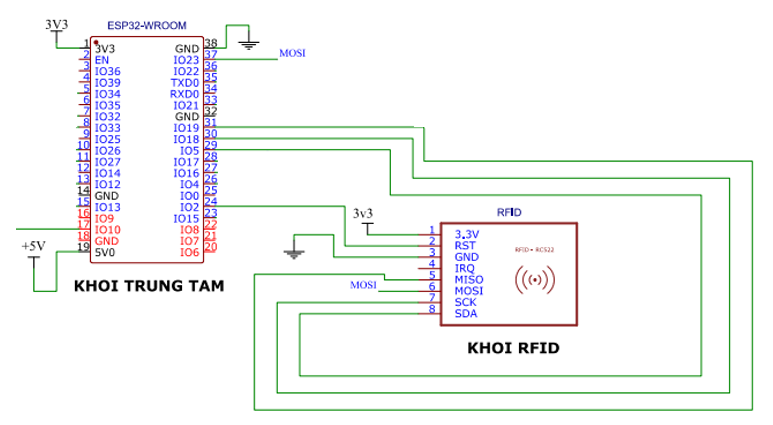 3V3
ESP32-WROOM
1 3V3 GND 38
2 EN IO23 37 MOSI
3 IO36 IO22 36
4 IO39 TXD0 35
5 IO34 RXD0 34
6 IO35 IO21 33
7 IO32 GND 32
8 IO33 IO19 31
9 IO25 IO18 30
10 IO26 IO5 29
11 IO27 IO17 28
12 IO14 IO16 27
13 IO12 IO4 26
14 GND IO0 25
15 IO13 IO2 24
16 IO9 IO15 23
17 IO10 IO8 22
18 GND IO7 21
19 5V0 IO6 20
+5V
KHOI TRUNG TAM
3v3
RFID
1 3.3V
2 RST
3 GND
4 IRQ
5 MISO
MOSI 6 MOSI
7 SCK
8 SDA
RFID - RC522
KHOI RFID